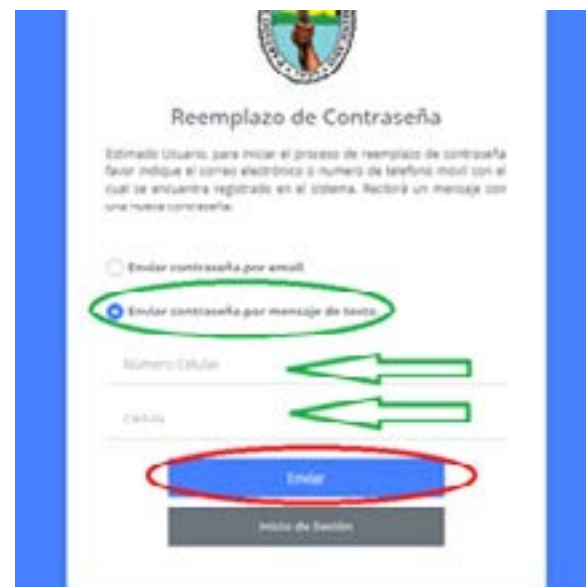 Reemplazo de Contraseña
Estimado Usuario, para iniciar el proceso de reemplazo de contraseña
favor indique el correo electrónico o numero de telefono movil con el
cual se encuentra registrado en el sistema. Recibirá un mensaje con
una nueva contraseña.
Enviar contraseña por email
Enviar contraseña por mensaje de texto
Número Celular
Cédula
Enviar
Inicio de Sesión